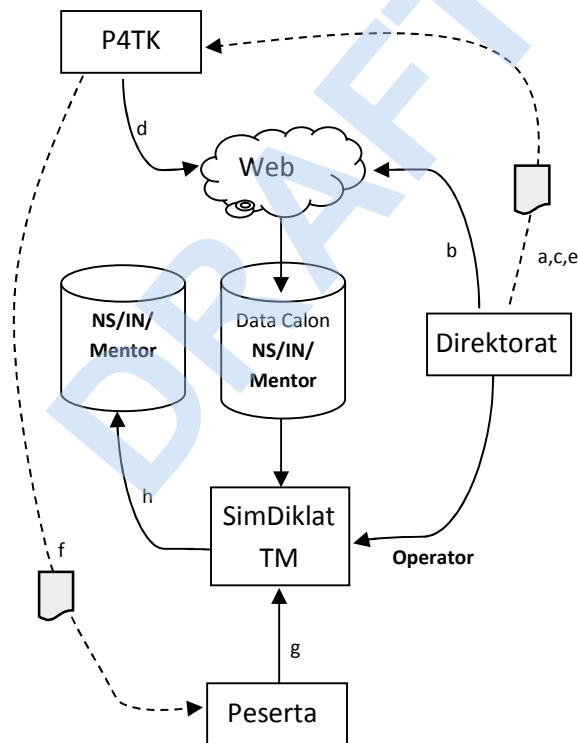 P4TK
d
Web
b
a,c,e
NS/IN/
Mentor
Data Calon
NS/IN/
Mentor
Direktorat
h
SimDiklat
TM
Operator
f
g
Peserta
DRAFT